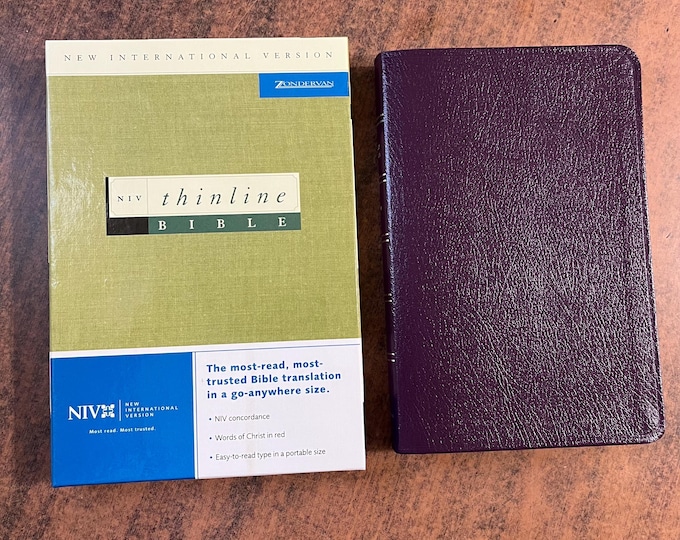 NEW INTERNATIONAL VERSION
ZONDERVAN
NIV thinline
BIBLE
The most-read, most-
trusted Bible translation
in a go-anywhere size.
NIV
NEW
INTERNATIONAL
VERSION
Most read. Most trusted.
• NIV concordance
• Words of Christ in red
• Easy-to-read type in a portable size